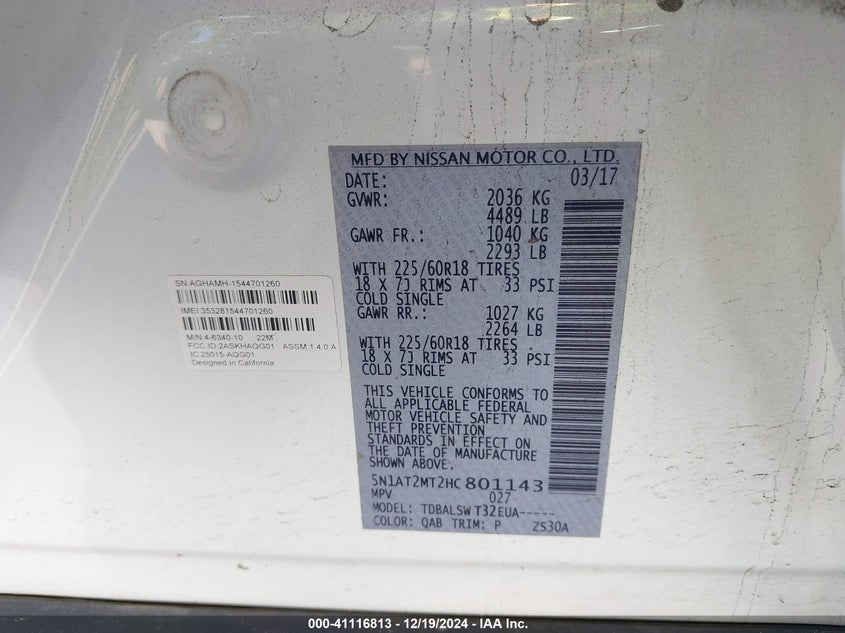 MFD BY NISSAN MOTOR CO., LTD.
DATE: 03/17
GVWR: 2036 KG
4489 LB
GAWR FR.: 1040 KG
2293 LB
WITH 225/60R18 TIRES
18 X 7J RIMS AT 33 PSI
COLD SINGLE
GAWR RR.: 1027 KG
2264 LB
WITH 225/60R18 TIRES
18 X 7J RIMS AT 33 PSI
COLD SINGLE
THIS VEHICLE CONFORMS TO
ALL APPLICABLE FEDERAL
MOTOR VEHICLE SAFETY AND
THEFT PREVENTION
STANDARDS IN EFFECT ON
THE DATE OF MANUFACTURE
SHOWN ABOVE.
5N1AT2MT2HC801143
MPV 027
MODEL: TDBALSW T32EUA-----
COLOR: QAB TRIM: P ZS30A
SN:AGHAMH-1544701260
IMEI:353281544701260
M/N:4-6340-10 22M
FCC ID:2ASKHAQG01 ASSM.1.4.0.A
IC:25015-AQG01
Designed in California
000-41116813 - 12/19/2024 - IAA Inc.